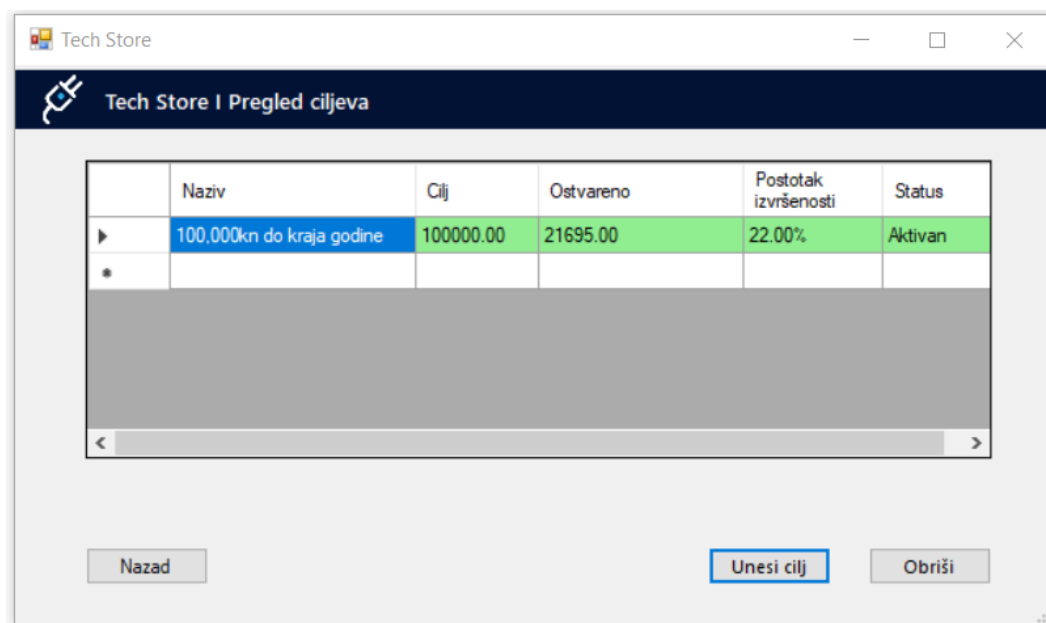 Tech Store
Tech Store I Pregled ciljeva
Naziv Cilj Ostvareno Postotak izvršenosti Status
100,000kn do kraja godine 100000.00 21695.00 22.00% Aktivan
Nazad Unesi cilj Obriši